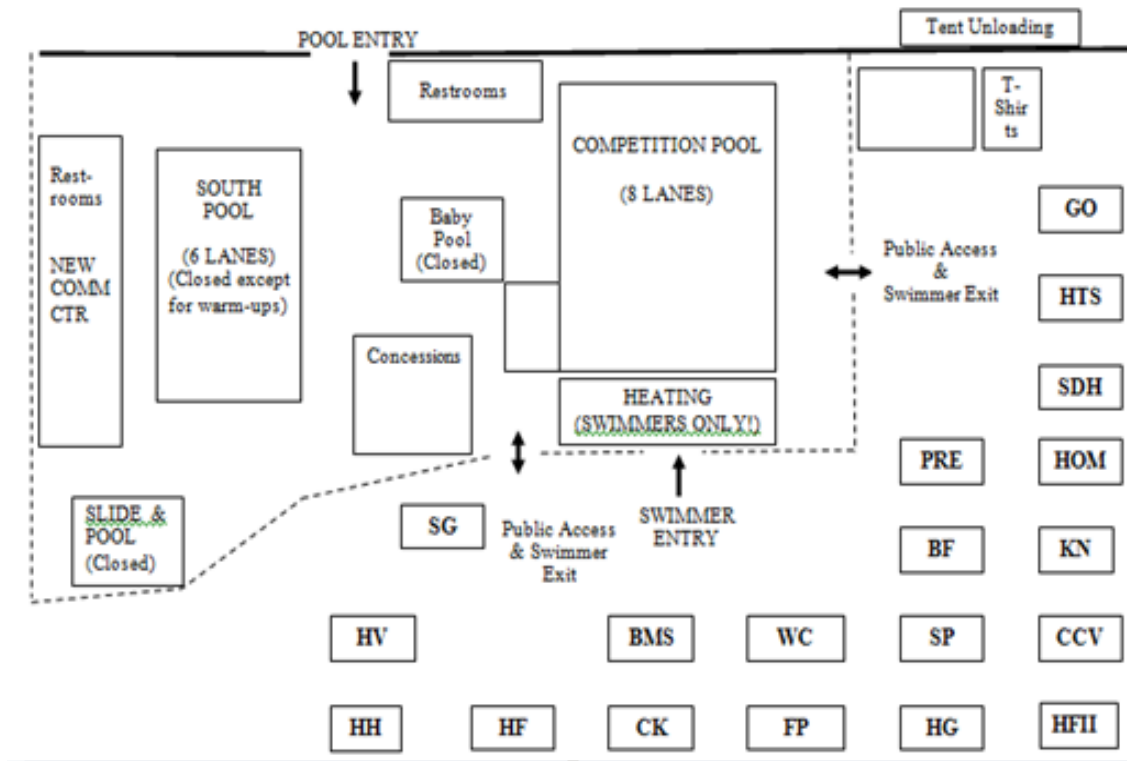 Tent Unloading
POOL ENTRY
Restrooms
T-
Shir
ts
COMPETITION POOL
(8 LANES)
Rest-
rooms
NEW
COMM
CTR
SOUTH
POOL
(6 LANES)
(Closed except
for warm-ups)
Baby
Pool
(Closed)
GO
Public Access
&
Swimmer Exit
HTS
Concessions
HEATING
(SWIMMERS ONLY!)
SDH
PRE
HOM
SLIDE &
POOL
(Closed)
SG
Public Access
& Swimmer
Exit
SWIMMER
ENTRY
BF
KN
HV
BMS
WC
SP
CCV
HH
HF
CK
FP
HG
HFII